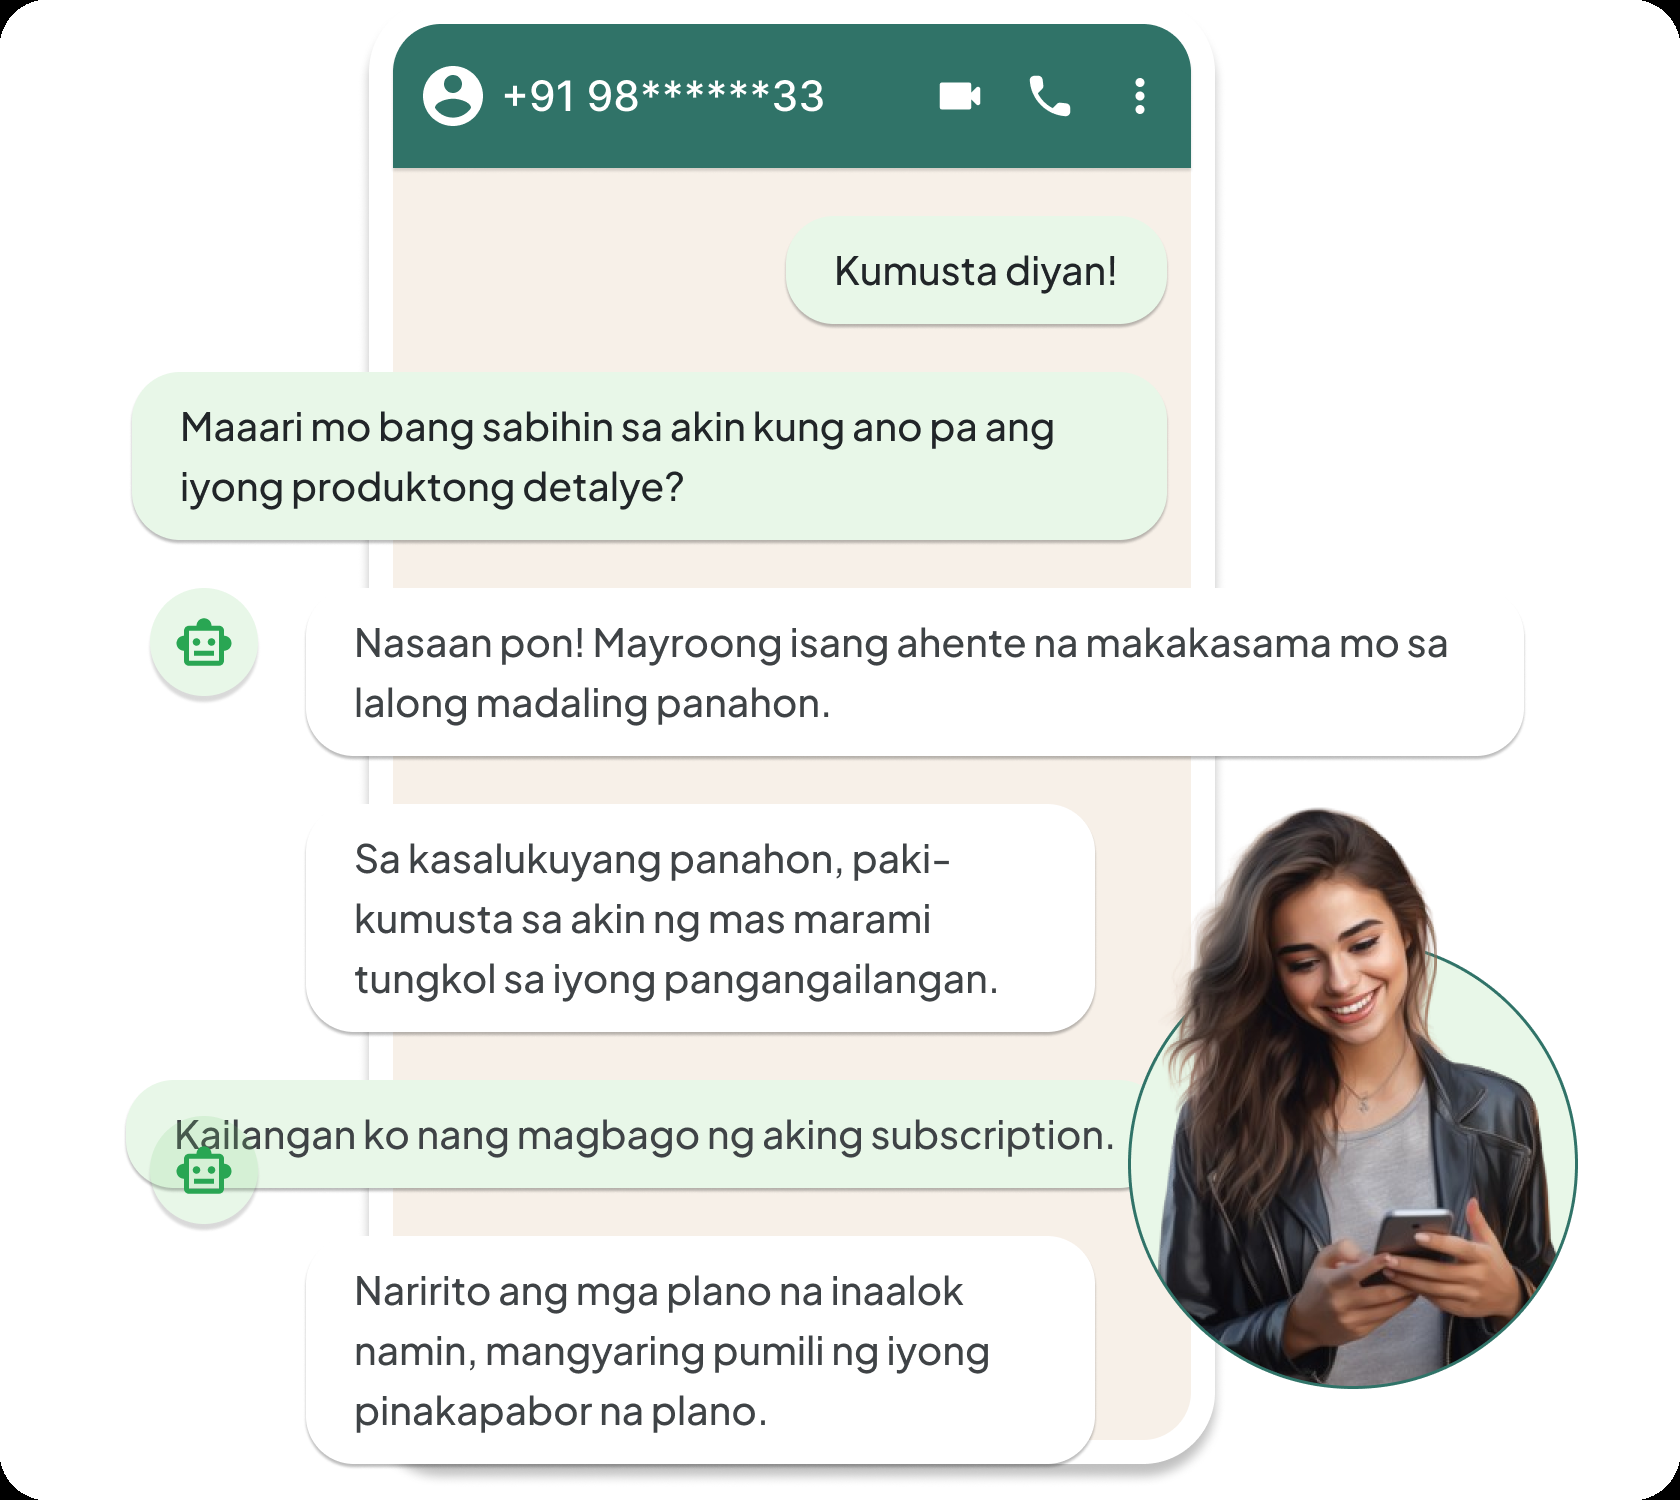 +91 98******33
Kumusta diyan!
Maaari mo bang sabihin sa akin kung ano pa ang
iyong produktong detalye?
Nasaan pon! Mayroong isang ahente na makakasama mo sa
lalong madaling panahon.
Sa kasalukuyang panahon, paki-
kumusta sa akin ng mas marami
tungkol sa iyong pangangailangan.
Kailangan ko nang magbago ng aking subscription.
Naririto ang mga plano na inaalok
namin, mangyaring pumili ng iyong
pinakapabor na plano.